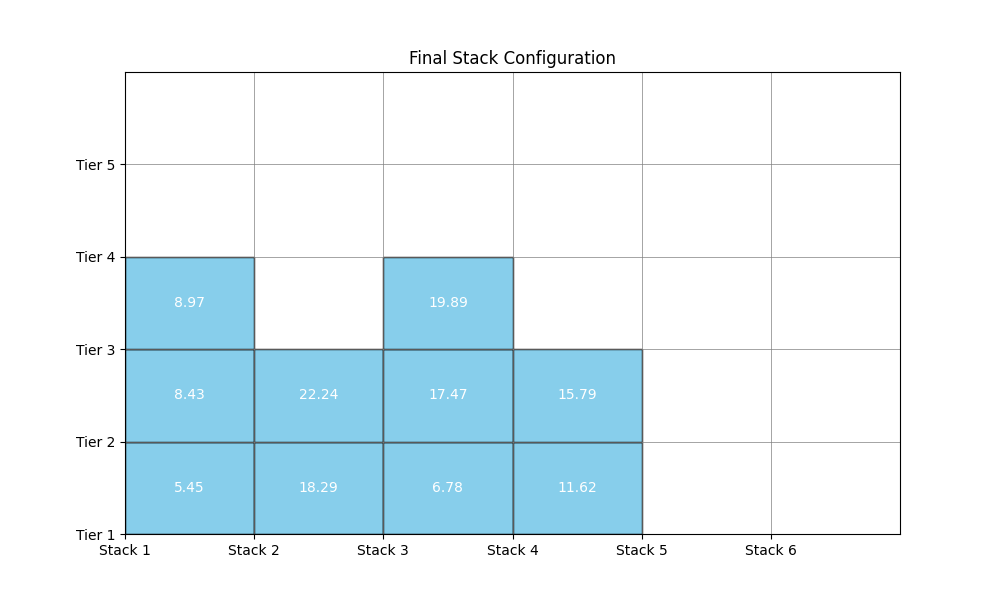 Final Stack Configuration
Tier 5
Tier 4
8.97 19.89
Tier 3
8.43 22.24 17.47 15.79
Tier 2
5.45 18.29 6.78 11.62
Tier 1
Stack 1 Stack 2 Stack 3 Stack 4 Stack 5 Stack 6